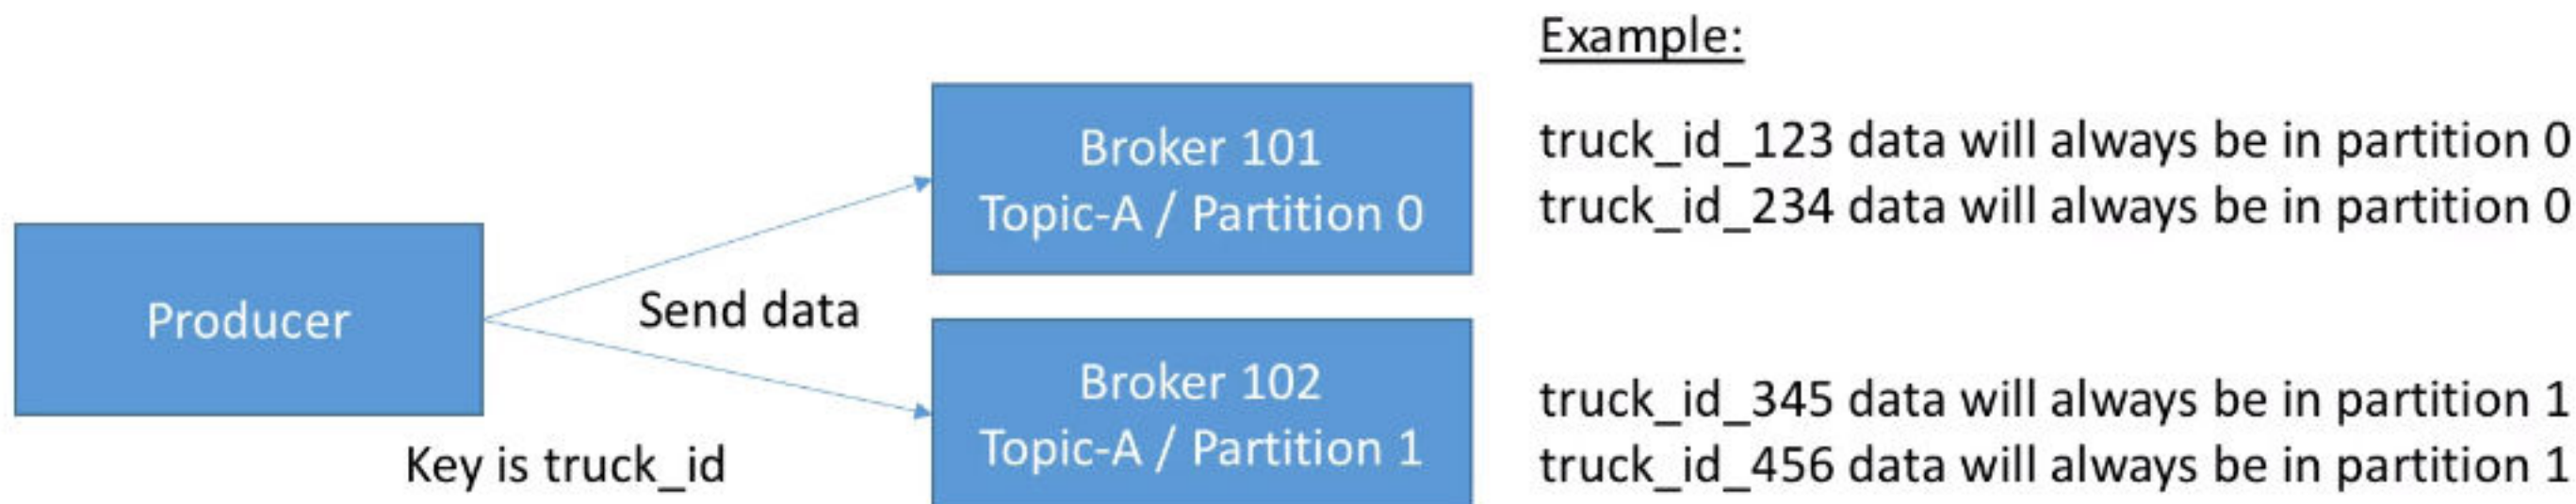 Example:
Broker 101
Topic-A / Partition 0
truck_id_123 data will always be in partition 0
truck_id_234 data will always be in partition 0
Producer
Send data
Key is truck_id
Broker 102
Topic-A / Partition 1
truck_id_345 data will always be in partition 1
truck_id_456 data will always be in partition 1